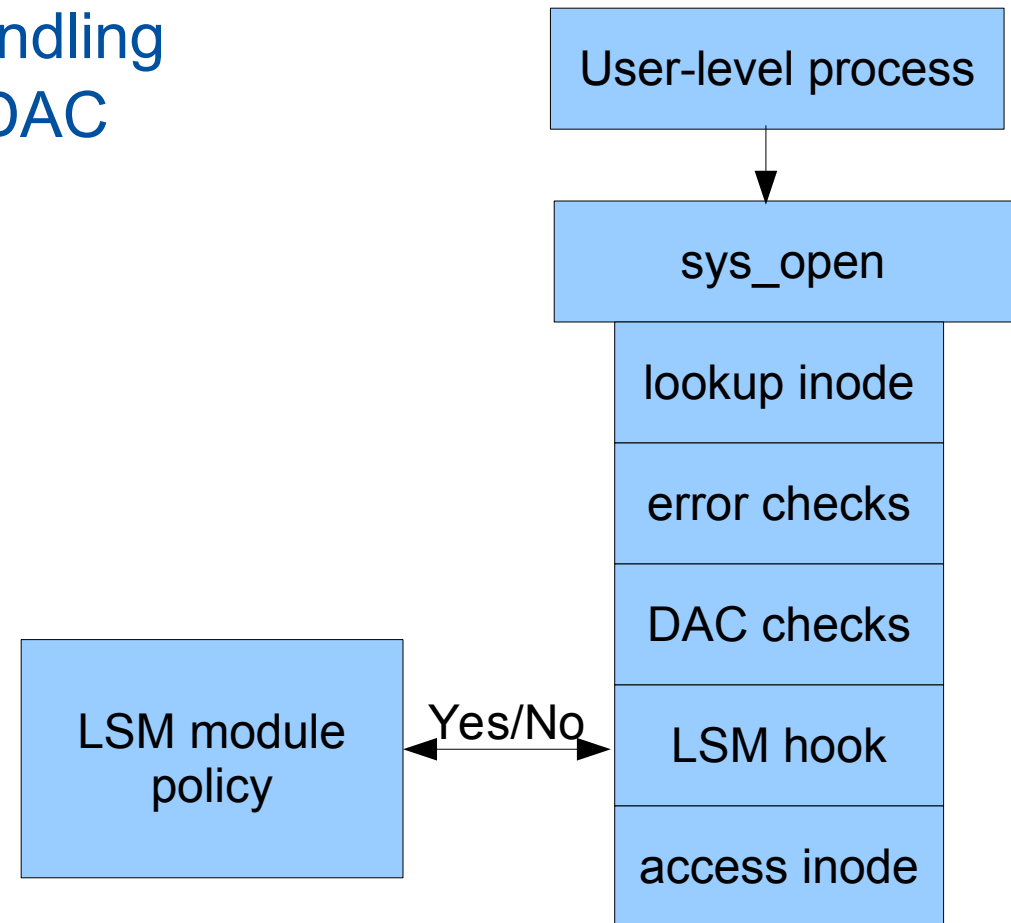 ndling
DAC
User-level process
sys_open
lookup inode
error checks
DAC checks
LSM module
policy
Yes/No
LSM hook
access inode